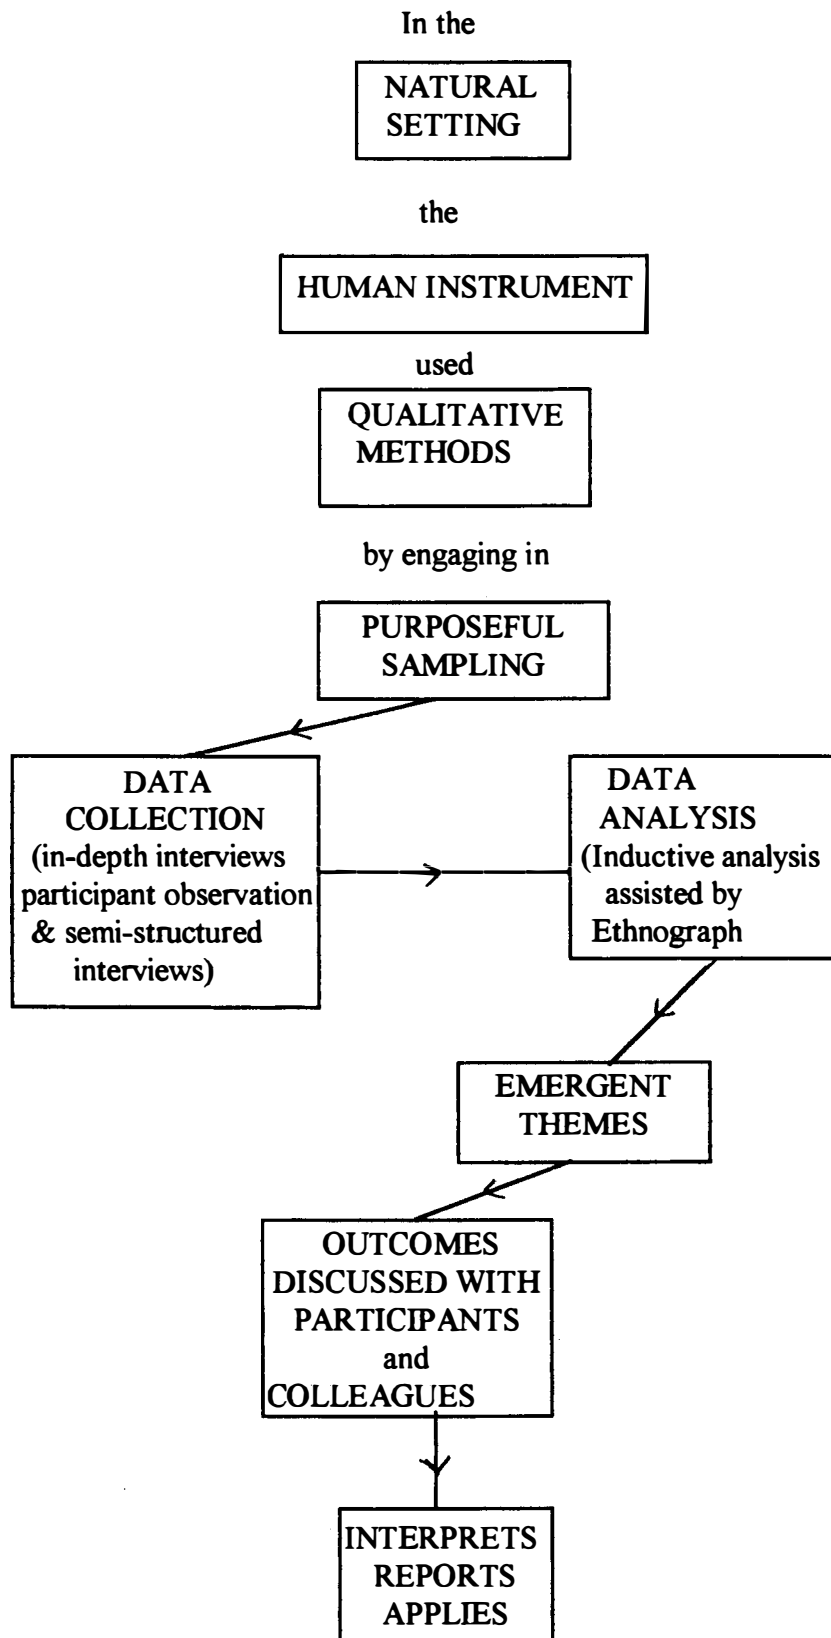 In the
NATURAL
SETTING
the
HUMAN INSTRUMENT
used
QUALITATIVE
METHODS
by engaging in
PURPOSEFUL
SAMPLING
DATA
COLLECTION
(in-depth interviews
participant observation
& semi-structured
interviews)
DATA
ANALYSIS
(Inductive analysis
assisted by
Ethnograph
EMERGENT
THEMES
OUTCOMES
DISCUSSED WITH
PARTICIPANTS
and
COLLEAGUES
INTERPRETS
REPORTS
APPLIES